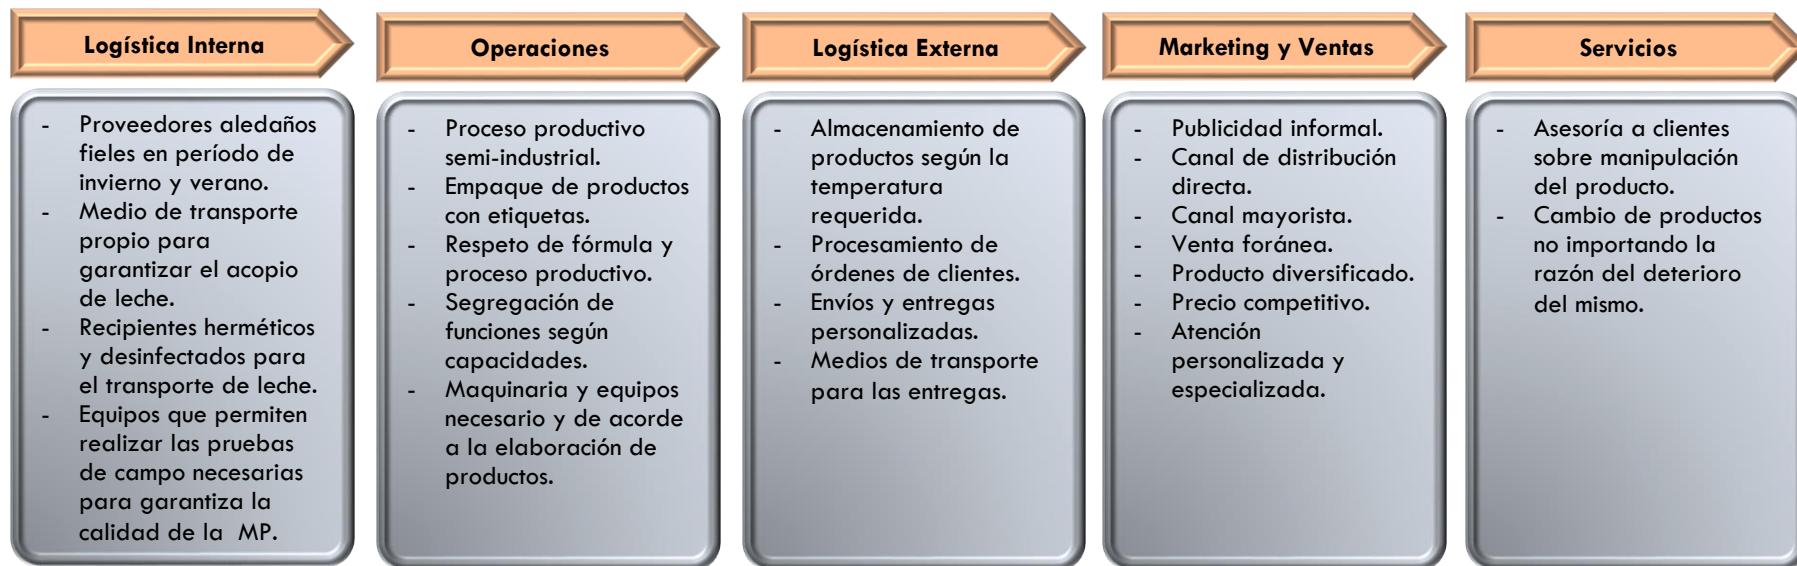 Logística Interna
- Proveedores aledaños
fieles en período de
invierno y verano.
- Medio de transporte
propio para
garantizar el acopio
de leche.
- Recipientes herméticos
y desinfectados para
el transporte de leche.
- Equipos que permiten
realizar las pruebas
de campo necesarias
para garantiza la
calidad de la MP.
Operaciones
- Proceso productivo
semi-industrial.
- Empaque de productos
con etiquetas.
- Respeto de fórmula y
proceso productivo.
- Segregación de
funciones según
capacidades.
- Maquinaria y equipos
necesario y de acorde
a la elaboración de
productos.
Logística Externa
- Almacenamiento de
productos según la
temperatura
requerida.
- Procesamiento de
órdenes de clientes.
- Envíos y entregas
personalizadas.
- Medios de transporte
para las entregas.
Marketing y Ventas
- Publicidad informal.
- Canal de distribución
directa.
- Canal mayorista.
- Venta foránea.
- Producto diversificado.
- Precio competitivo.
- Atención
personalizada y
especializada.
Servicios
- Asesoría a clientes
sobre manipulación
del producto.
- Cambio de productos
no importando la
razón del deterioro
del mismo.